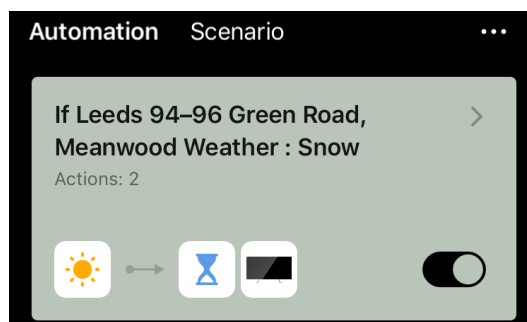 Automation Scenario
If Leeds 94–96 Green Road,
Meanwood Weather : Snow
Actions: 2